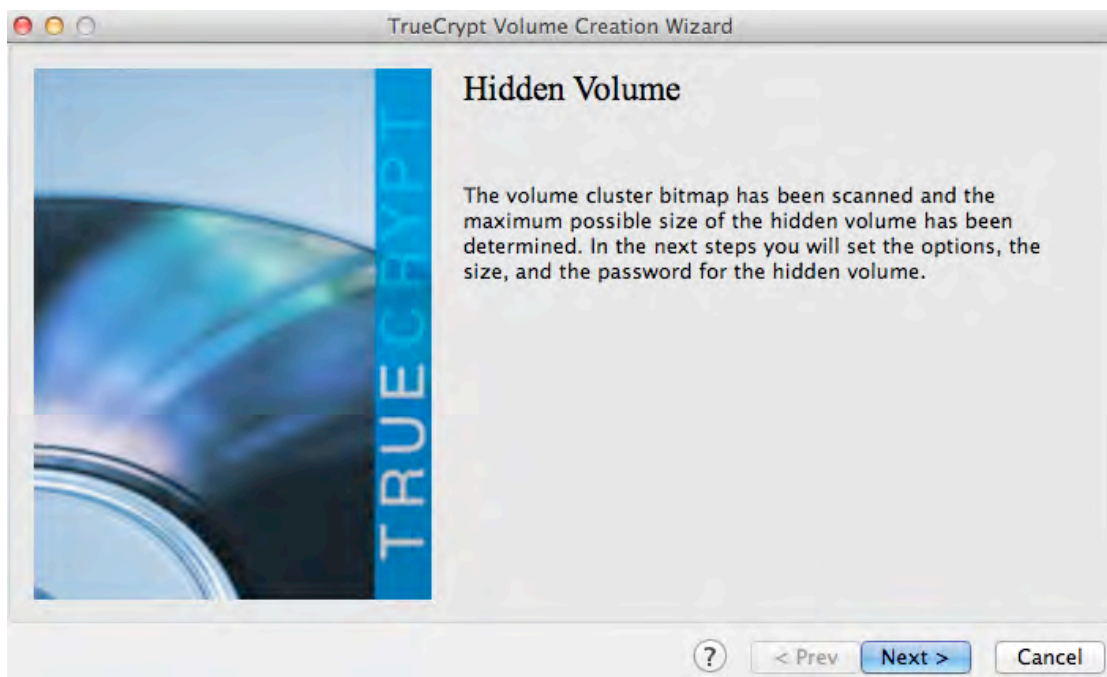 TrueCrypt Volume Creation Wizard
TRUECRYPT
Hidden Volume
The volume cluster bitmap has been scanned and the
maximum possible size of the hidden volume has been
determined. In the next steps you will set the options, the
size, and the password for the hidden volume.
?
< Prev
Next >
Cancel